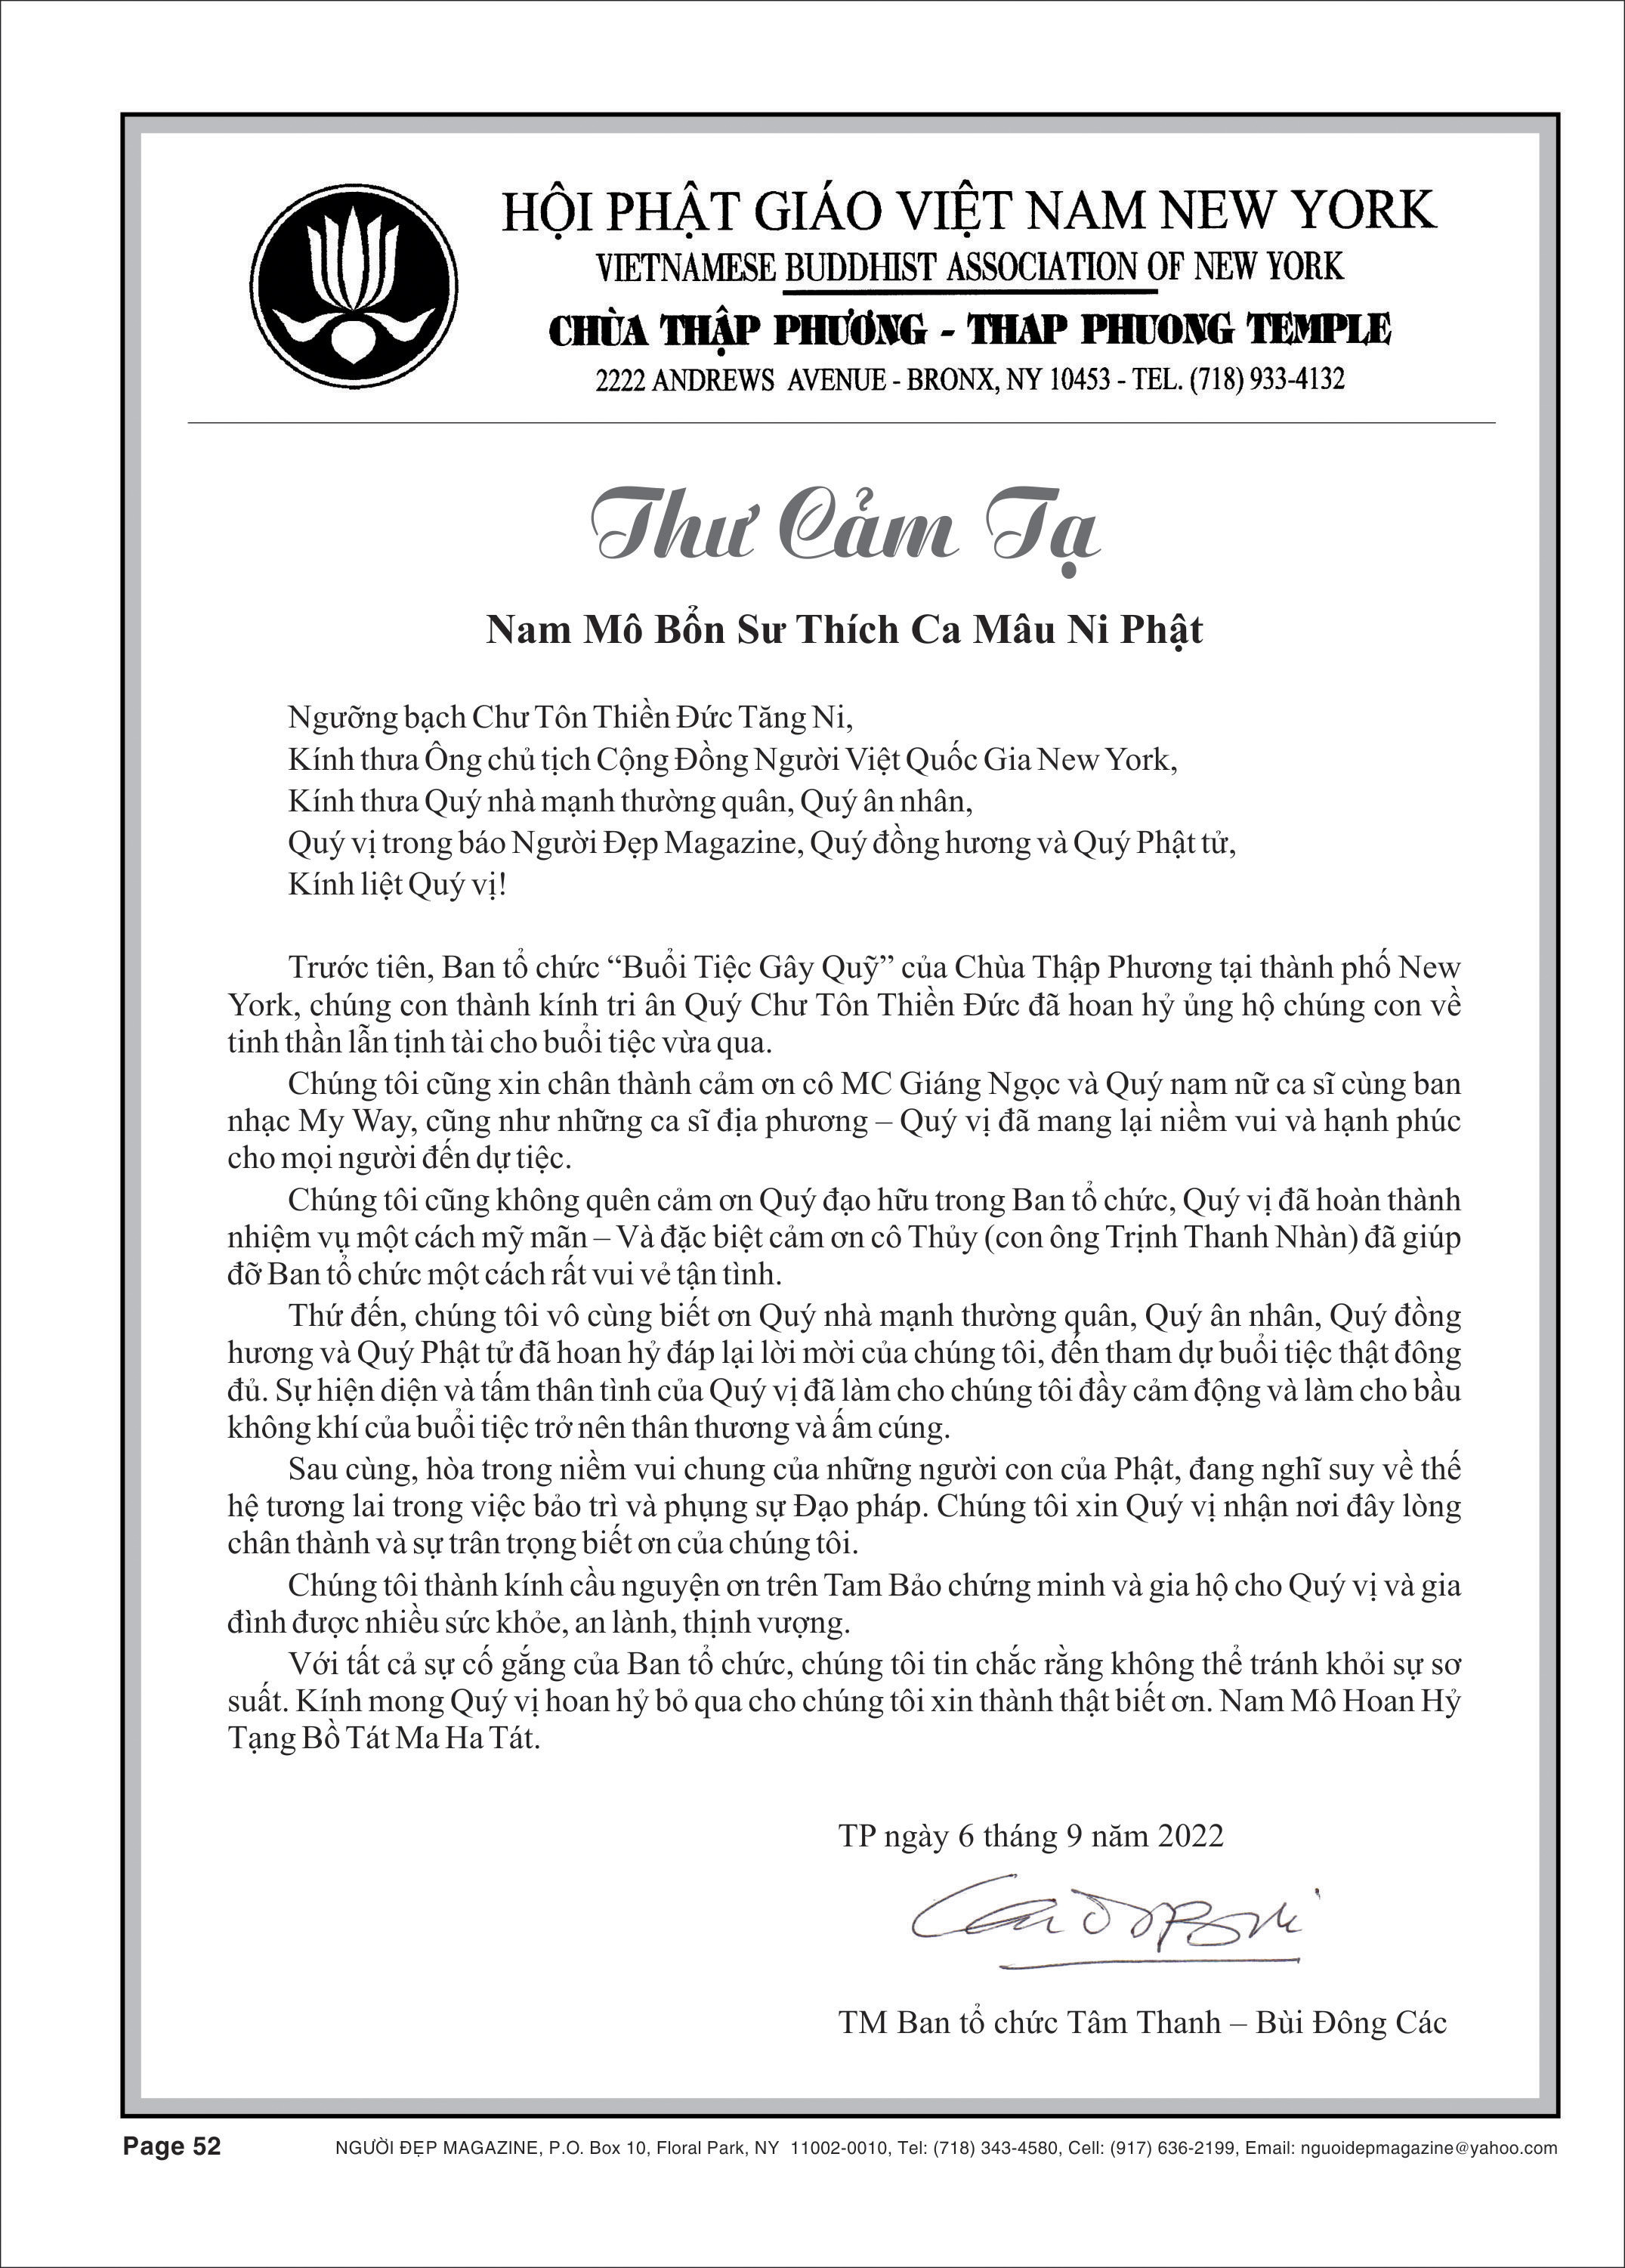 HỘI PHẬT GIÁO VIỆT NAM NEW YORK
VIETNAMESE BUDDHIST ASSOCIATION OF NEW YORK
CHÙA THẬP PHƯƠNG - THAP PHUONG TEMPLE
2222 ANDREWS AVENUE - BRONX, NY 10453 - TEL. (718) 933-4132
Thư Cảm Tạ
Nam Mô Bổn Sư Thích Ca Mâu Ni Phật
Ngưỡng bạch Chư Tôn Thiền Đức Tăng Ni,
Kính thưa Ông chủ tịch Cộng Đồng Người Việt Quốc Gia New York,
Kính thưa Quý nhà mạnh thường quân, Quý ân nhân,
Quý vị trong báo Người Đẹp Magazine, Quý đồng hương và Quý Phật tử,
Kính liệt Quý vị!
Trước tiên, Ban tổ chức “Buổi Tiệc Gây Quỹ” của Chùa Thập Phương tại thành phố New
York, chúng con thành kính tri ân Quý Chư Tôn Thiền Đức đã hoan hỷ ủng hộ chúng con về
tinh thần lẫn tịnh tài cho buổi tiệc vừa qua.
Chúng tôi cũng xin chân thành cảm ơn cô MC Giáng Ngọc và Quý nam nữ ca sĩ cùng ban
nhạc My Way, cũng như những ca sĩ địa phương – Quý vị đã mang lại niềm vui và hạnh phúc
cho mọi người đến dự tiệc.
Chúng tôi cũng không quên cảm ơn Quý đạo hữu trong Ban tổ chức, Quý vị đã hoàn thành
nhiệm vụ một cách mỹ mãn – Và đặc biệt cảm ơn cô Thủy (con ông Trịnh Thanh Nhàn) đã giúp
đỡ Ban tổ chức một cách rất vui vẻ tận tình.
Thứ đến, chúng tôi vô cùng biết ơn Quý nhà mạnh thường quân, Quý ân nhân, Quý đồng
hương và Quý Phật tử đã hoan hỷ đáp lại lời mời của chúng tôi, đến tham dự buổi tiệc thật đông
đủ. Sự hiện diện và tấm thân tình của Quý vị đã làm cho chúng tôi đầy cảm động và làm cho bầu
không khí của buổi tiệc trở nên thân thương và ấm cúng.
Sau cùng, hòa trong niềm vui chung của những người con của Phật, đang nghĩ suy về thế
hệ tương lai trong việc bảo trì và phụng sự Đạo pháp. Chúng tôi xin Quý vị nhận nơi đây lòng
chân thành và sự trân trọng biết ơn của chúng tôi.
Chúng tôi thành kính cầu nguyện ơn trên Tam Bảo chứng minh và gia hộ cho Quý vị và gia
đình được nhiều sức khỏe, an lành, thịnh vượng.
Với tất cả sự cố gắng của Ban tổ chức, chúng tôi tin chắc rằng không thể tránh khỏi sự sơ
suất. Kính mong Quý vị hoan hỷ bỏ qua cho chúng tôi xin thành thật biết ơn. Nam Mô Hoan Hỷ
Tạng Bồ Tát Ma Ha Tát.
TP ngày 6 tháng 9 năm 2022
TM Ban tổ chức Tâm Thanh – Bùi Đông Các
Page 52
NGƯỜI ĐẸP MAGAZINE, P.O. Box 10, Floral Park, NY 11002-0010, Tel: (718) 343-4580, Cell: (917) 636-2199, Email: nguoidepmagazine@yahoo.com